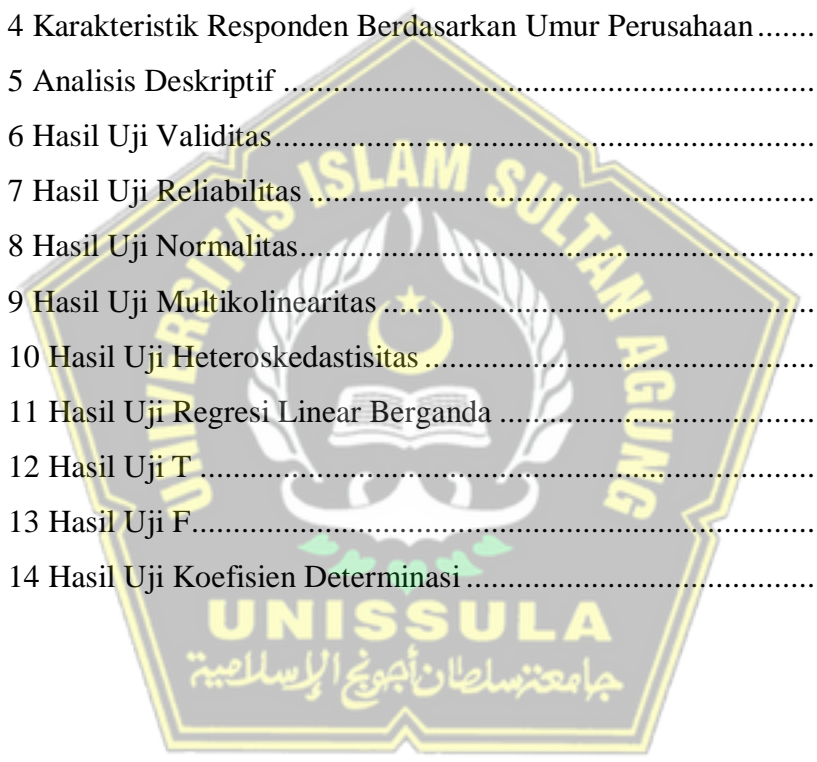 4 Karakteristik Responden Berdasarkan Umur Perusahaan.......
5 Analisis Deskriptif ................................................................
6 Hasil Uji Validitas.................................................................
7 Hasil Uji Reliabilitas .............................................................
8 Hasil Uji Normalitas..............................................................
9 Hasil Uji Multikolinearitas ....................................................
10 Hasil Uji Heteroskedastisitas ...............................................
11 Hasil Uji Regresi Linear Berganda ......................................
12 Hasil Uji T...........................................................................
13 Hasil Uji F............................................................................
14 Hasil Uji Koefisien Determinasi ..........................................
UNIVERSITAS ISLAM SULTAN AGUNG
UNISSULA
جامعة سلطان أجونج الإسلامية